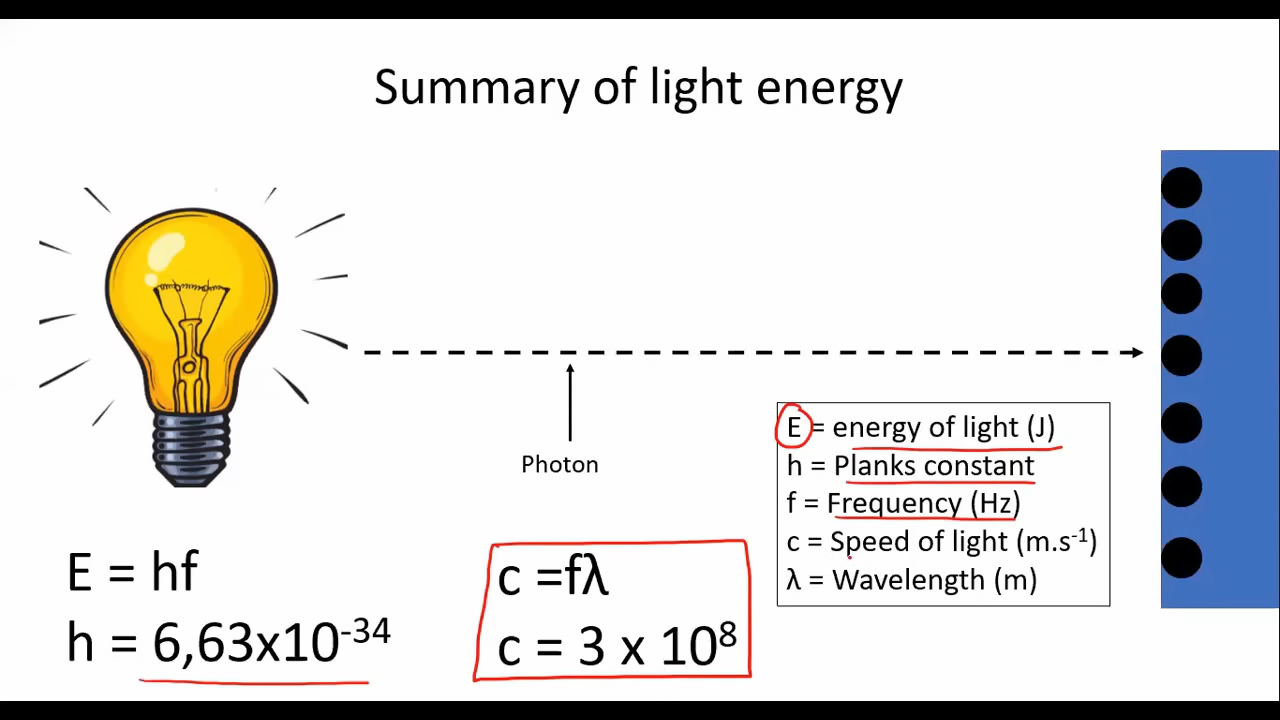 Summary of light energy
Photon
E = energy of light (J)
h = Planks constant
f = Frequency (Hz)
c = Speed of light (m.s⁻¹)
λ = Wavelength (m)
E = hf
h = 6,63x10⁻³⁴
c =fλ
c = 3 x 10⁸